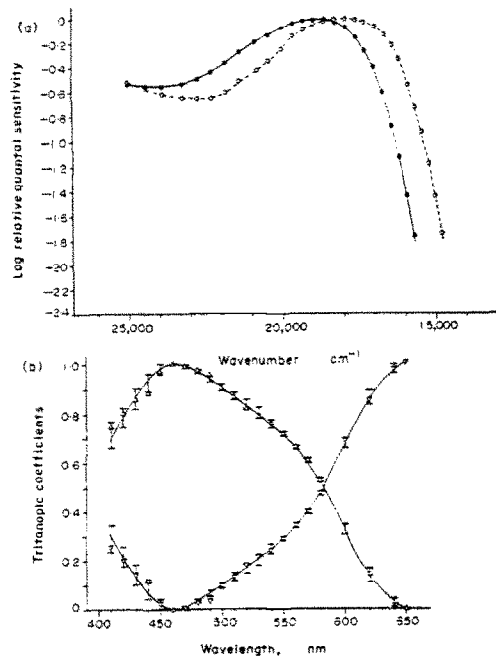 (a)
Log relative quantal sensitivity
0
-0.2
-0.4
-0.6
-0.8
-1.0
-1.2
-1.4
-1.6
-1.8
-2.0
-2.2
-2.4
25,000 20,000 15,000
Wavenumber cm⁻¹
(b)
Tritanopic coefficients
1.0
0.8
0.6
0.4
0.2
0
400 450 500 550 600 650
Wavelength, nm